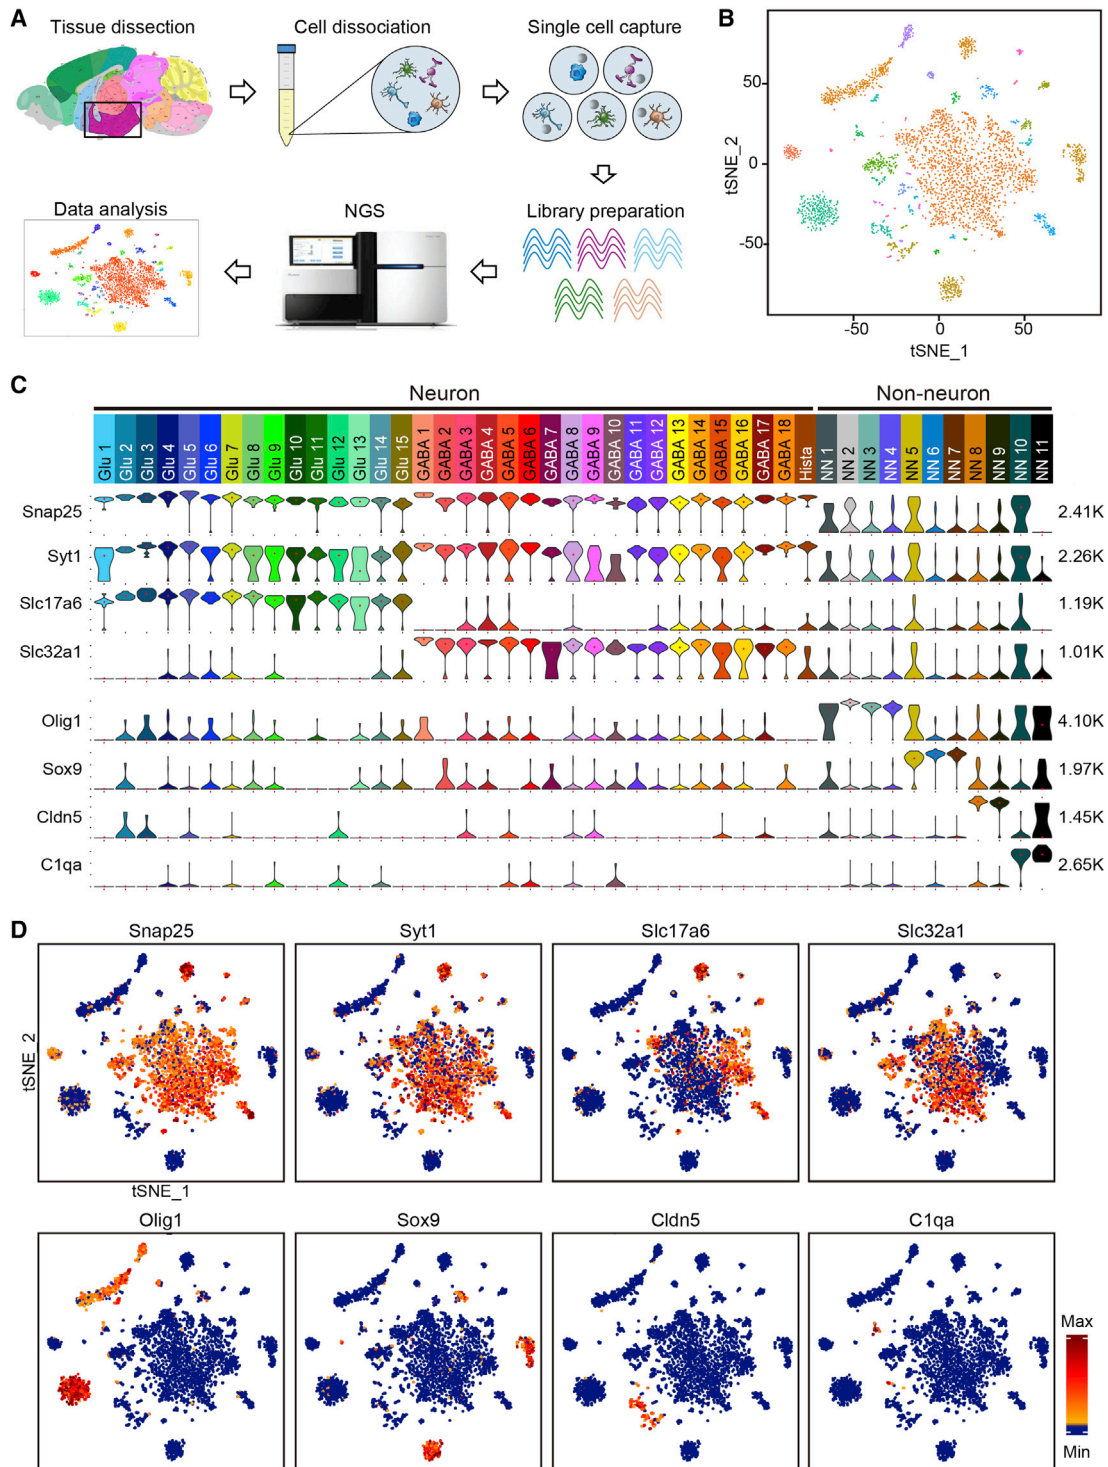 A
Tissue dissection
Cell dissociation
Single cell capture
Data analysis
NGS
Library preparation
B
tSNE_2
50
0
-50
-50
0
50
tSNE_1
C
Neuron
Non-neuron
Glu 1
Glu 2
Glu 3
Glu 4
Glu 5
Glu 6
Glu 7
Glu 8
Glu 9
Glu 10
Glu 11
Glu 12
Glu 13
Glu 14
Glu 15
GABA 1
GABA 2
GABA 3
GABA 4
GABA 5
GABA 6
GABA 7
GABA 8
GABA 9
GABA 10
GABA 11
GABA 12
GABA 13
GABA 14
GABA 15
GABA 16
GABA 17
GABA 18
Hista
NN 1
NN 2
NN 3
NN 4
NN 5
NN 6
NN 7
NN 8
NN 9
NN 10
NN 11
Snap25 2.41K
Syt1 2.26K
Slc17a6 1.19K
Slc32a1 1.01K
Olig1 4.10K
Sox9 1.97K
Cldn5 1.45K
C1qa 2.65K
D
Snap25
Syt1
Slc17a6
Slc32a1
tSNE_2
tSNE_1
Olig1
Sox9
Cldn5
C1qa
Max
Min